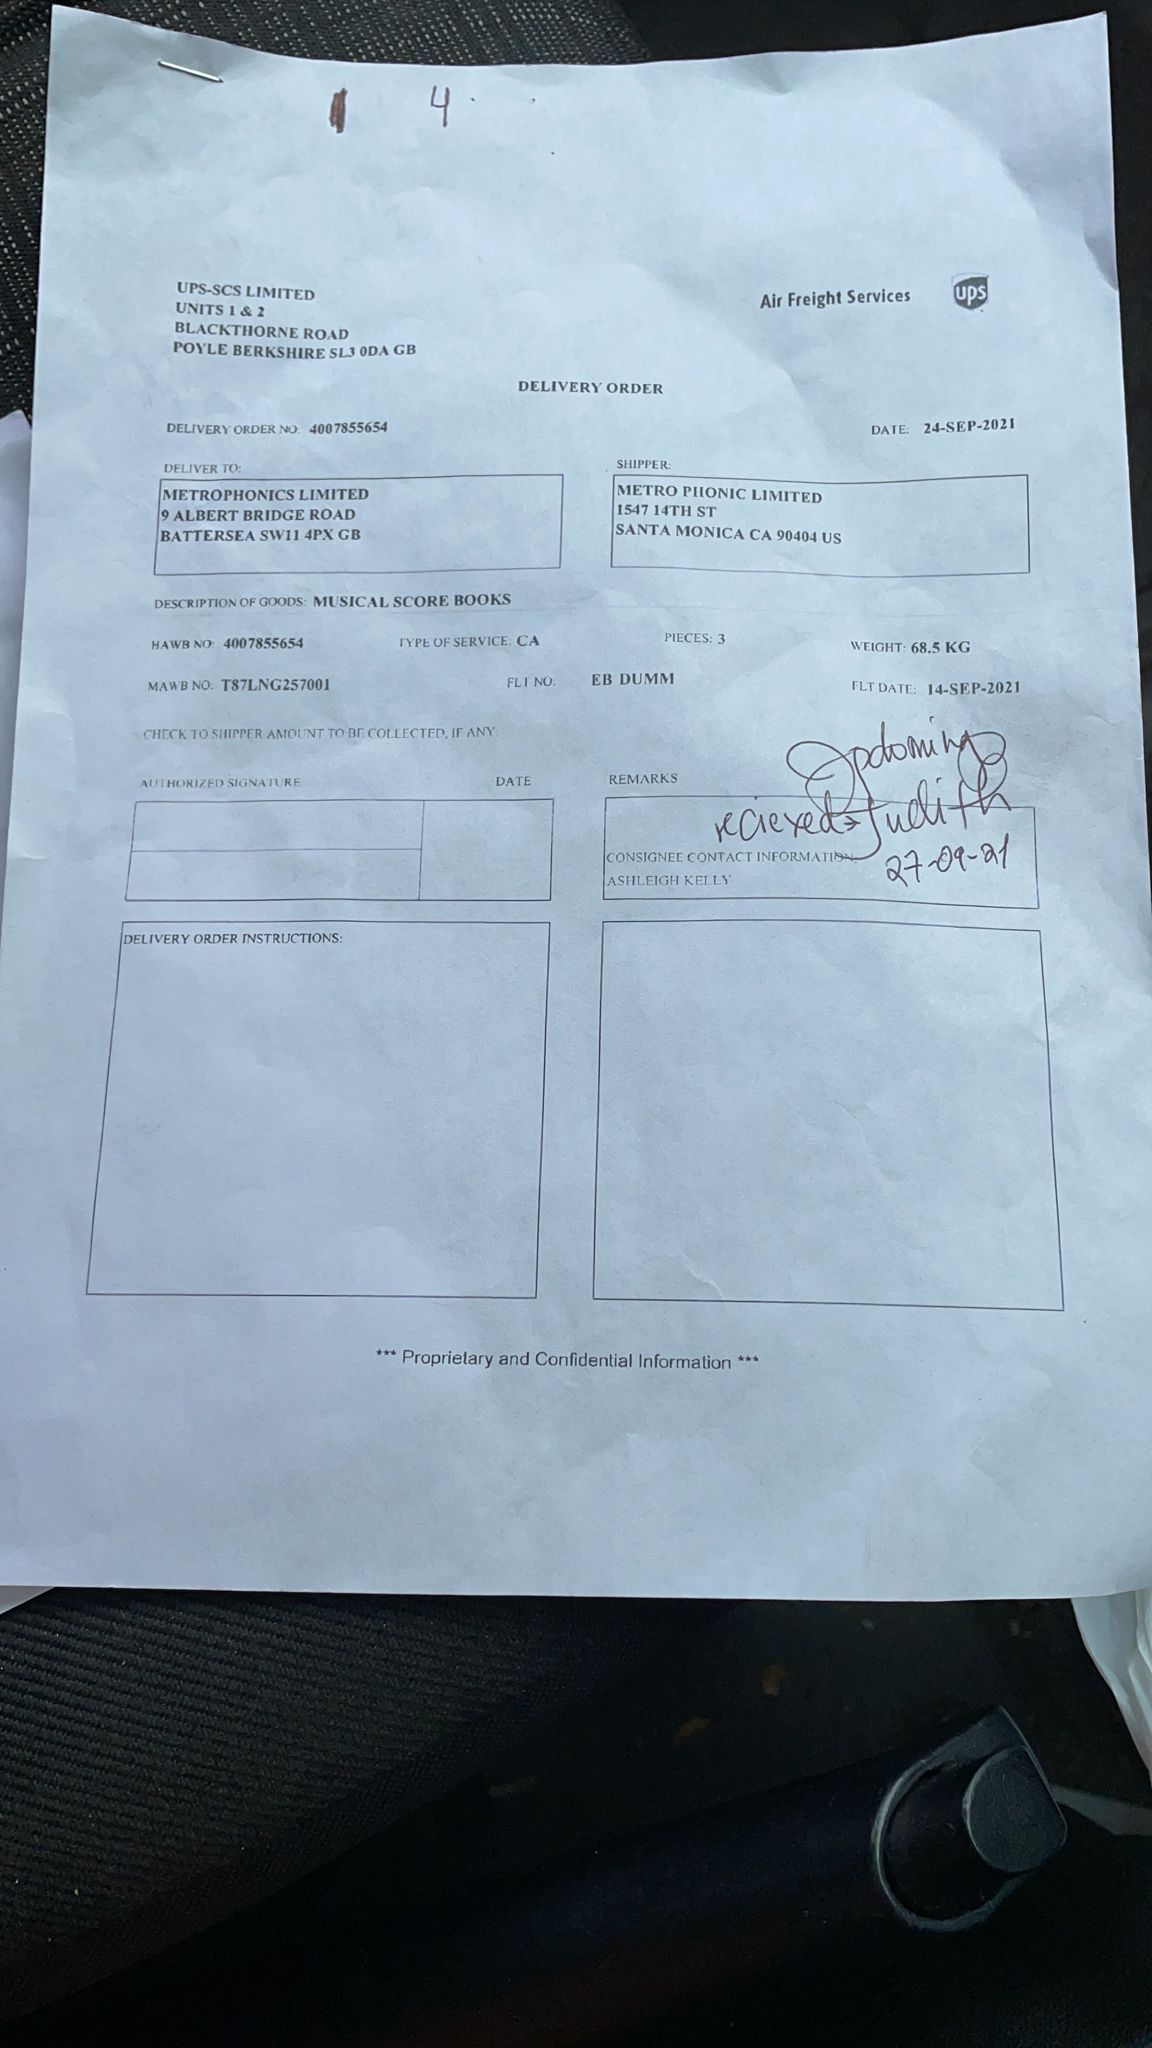 4
UPS-SCS LIMITED
UNITS 1 & 2
BLACKTHORNE ROAD
POYLE BERKSHIRE SL3 0DA GB
Air Freight Services
ups
DELIVERY ORDER
DELIVERY ORDER NO: 4007855654
DATE: 24-SEP-2021
DELIVER TO:
METROPHONICS LIMITED
9 ALBERT BRIDGE ROAD
BATTERSEA SW11 4PX GB
SHIPPER:
METRO PHONIC LIMITED
1547 14TH ST
SANTA MONICA CA 90404 US
DESCRIPTION OF GOODS: MUSICAL SCORE BOOKS
HAWB NO: 4007855654 TYPE OF SERVICE: CA PIECES: 3 WEIGHT: 68.5 KG
MAWB NO: T87LNG257001 FLT NO: EB DUMM FLT DATE: 14-SEP-2021
CHECK TO SHIPPER AMOUNT TO BE COLLECTED, IF ANY:
AUTHORIZED SIGNATURE DATE
REMARKS
Judith
27-09-21
CONSIGNEE CONTACT INFORMATION
ASHLEIGH KELLY
DELIVERY ORDER INSTRUCTIONS:
*** Proprietary and Confidential Information ***